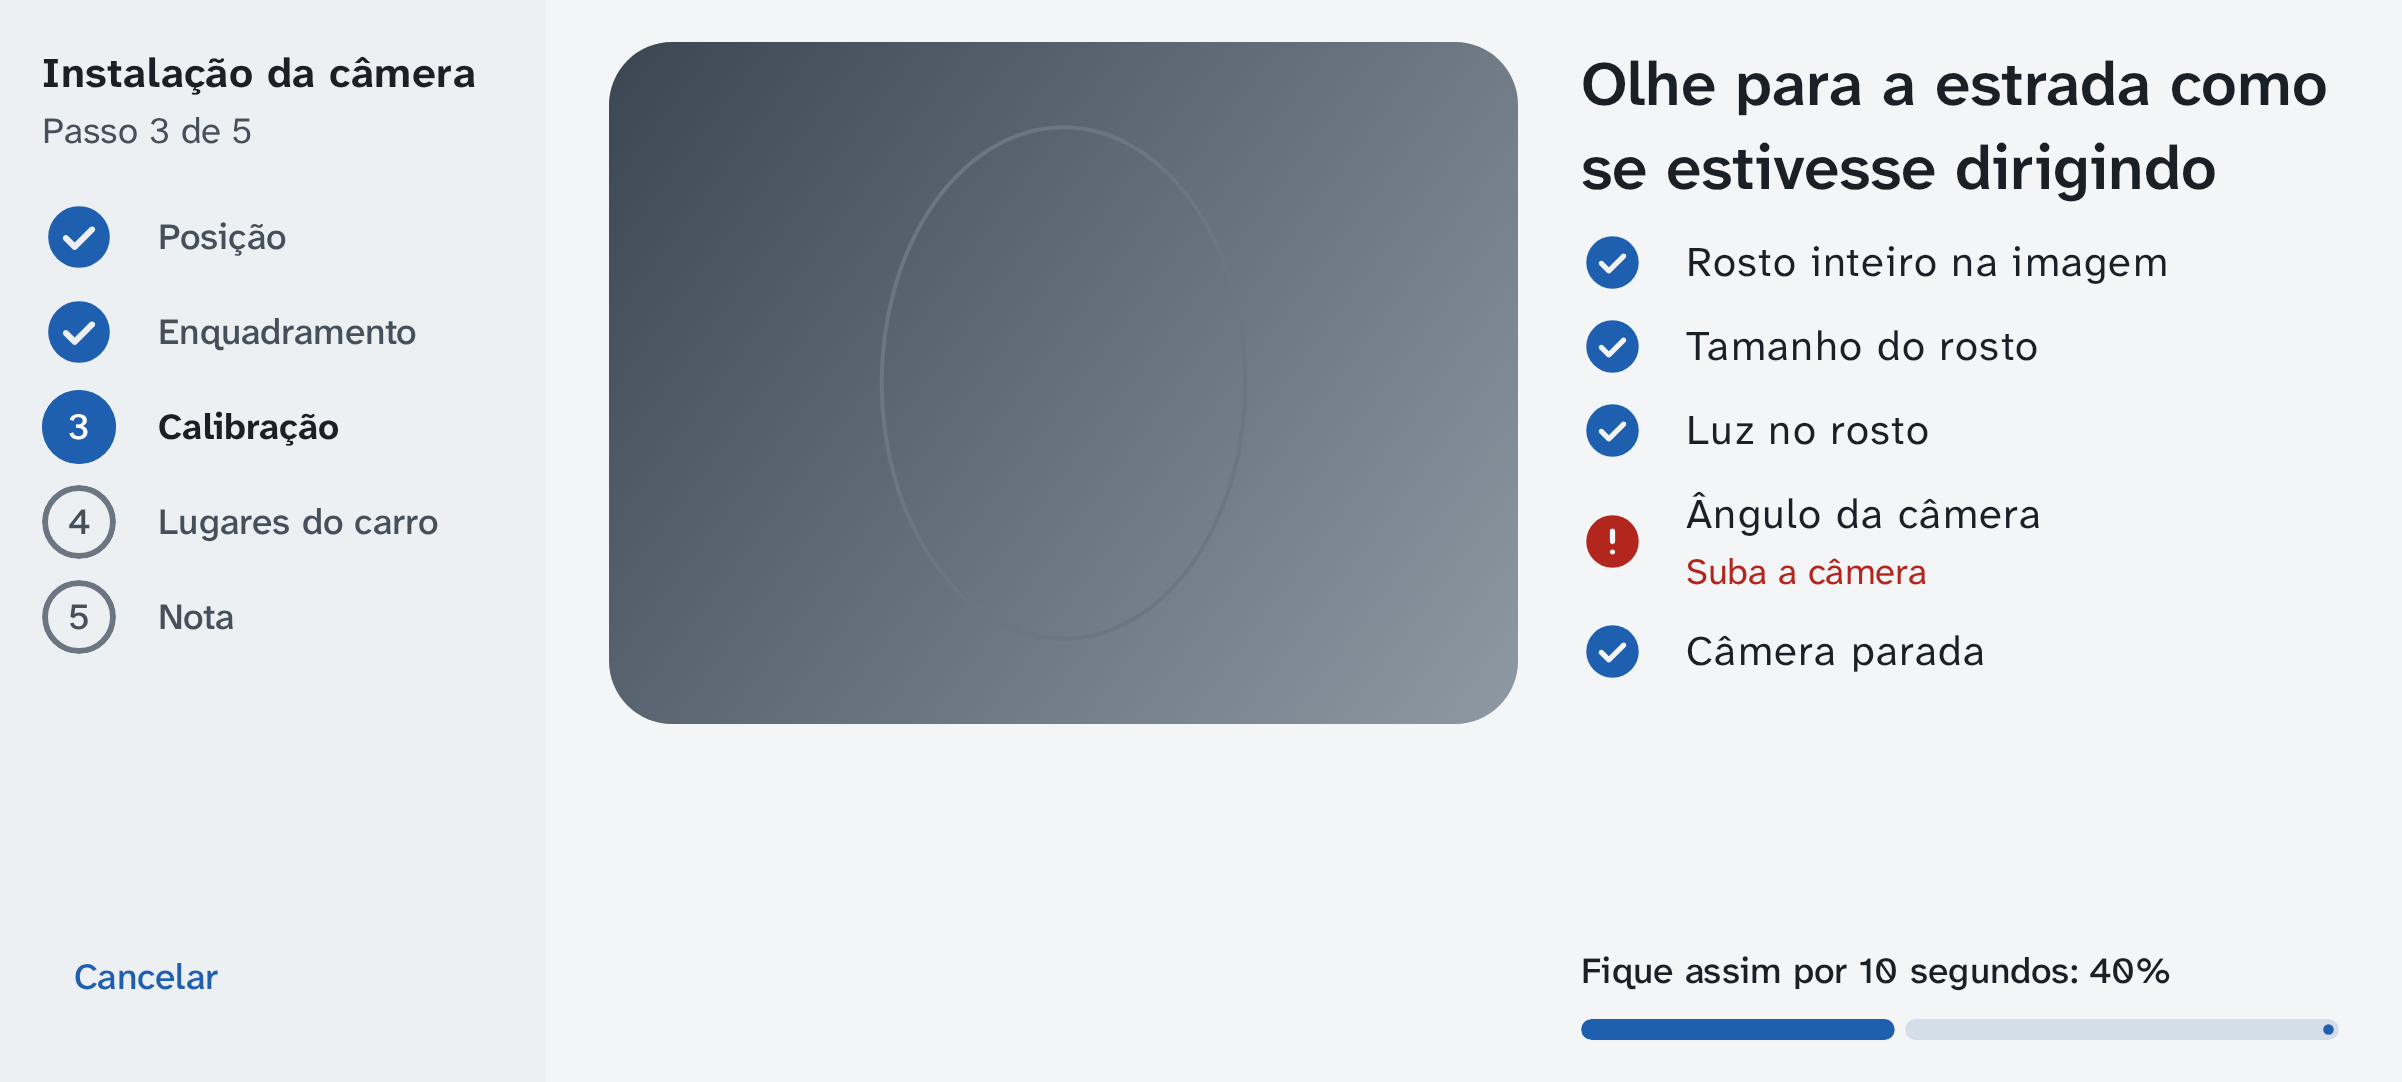 Instalação da câmera
Passo 3 de 5
Posição
Enquadramento
3 Calibração
4 Lugares do carro
5 Nota
Cancelar
Olhe para a estrada como
se estivesse dirigindo
Rosto inteiro na imagem
Tamanho do rosto
Luz no rosto
Ângulo da câmera
Suba a câmera
Câmera parada
Fique assim por 10 segundos: 40%